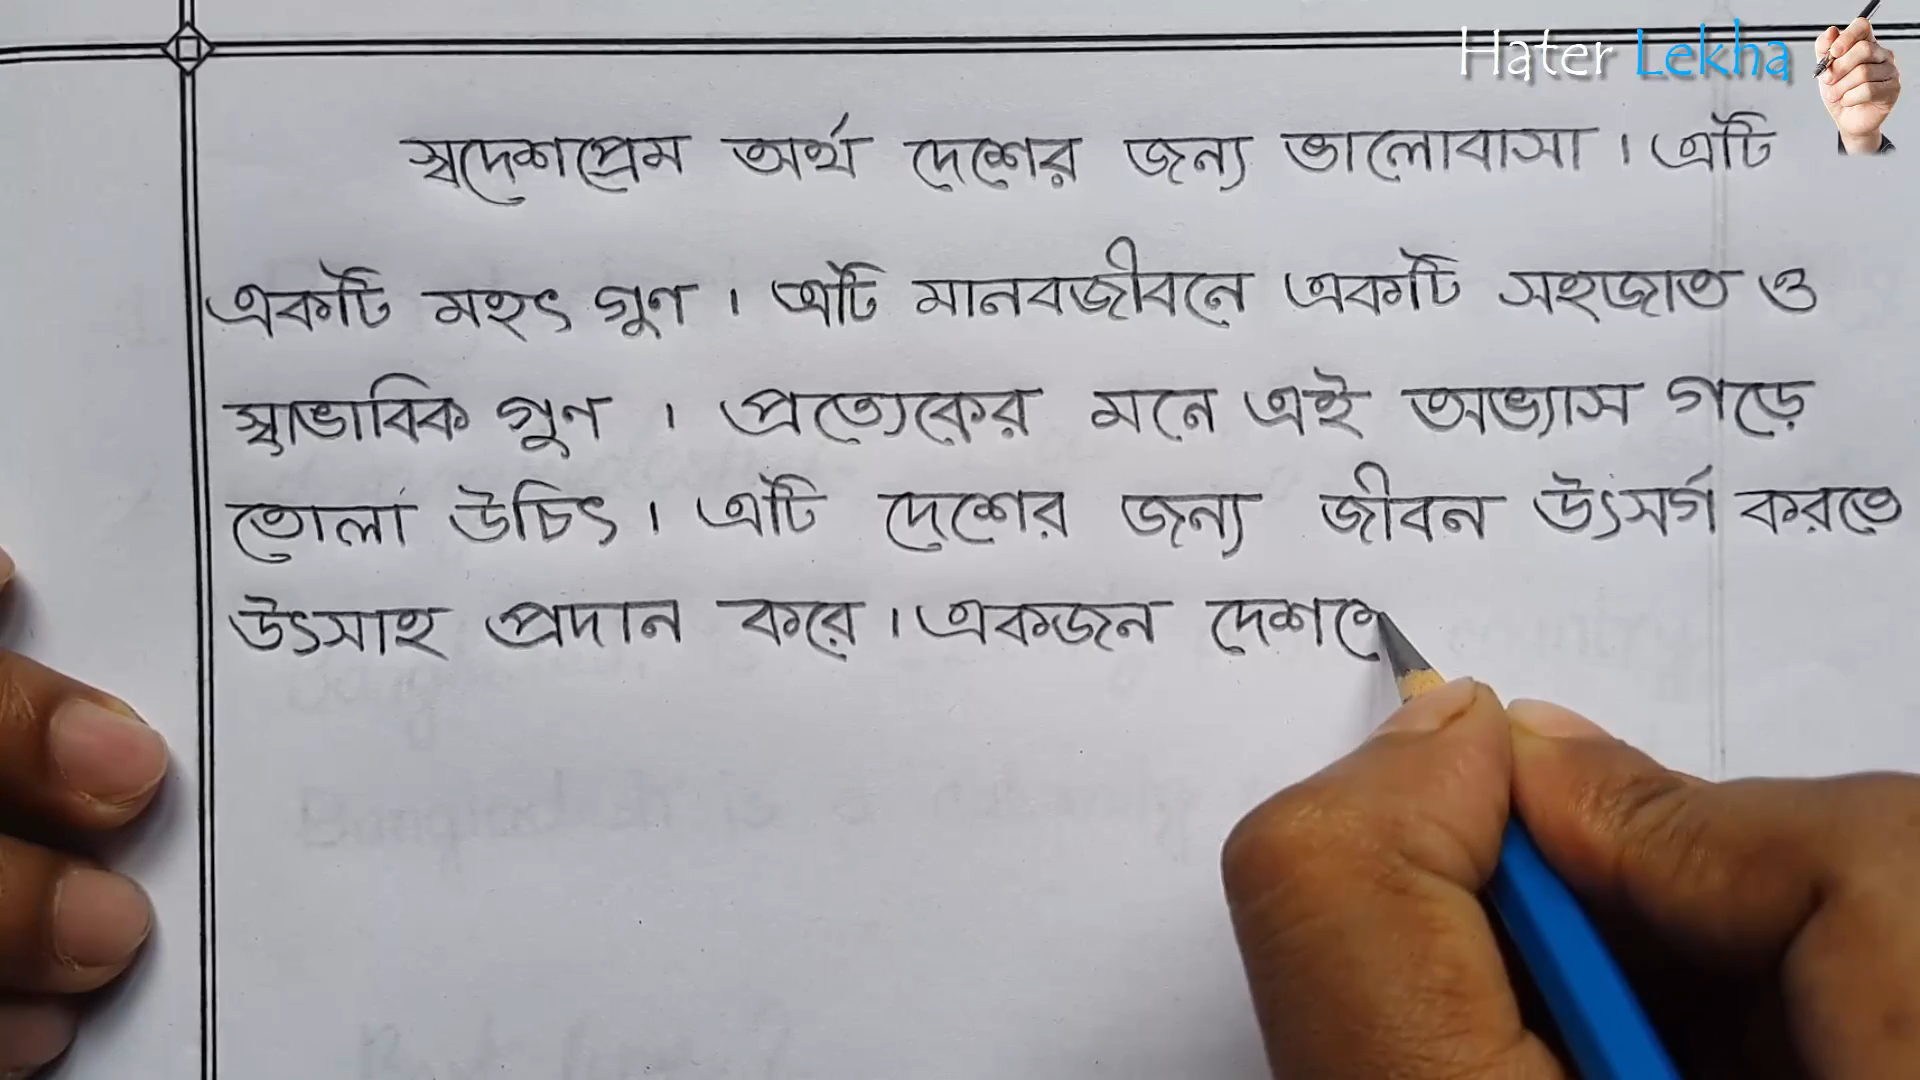 Hater Lekha
স্বদেশপ্রেম অর্থ দেশের জন্য ভালোবাসা । এটি
একটি মহৎ গুণ । এটি মানবজীবনে একটি সহজাত ও
স্বাভাবিক গুণ । প্রত্যেকের মনে এই অভ্যাস গড়ে
তোলা উচিৎ । এটি দেশের জন্য জীবন উৎসর্গ করতে
উৎসাহ প্রদান করে । একজন